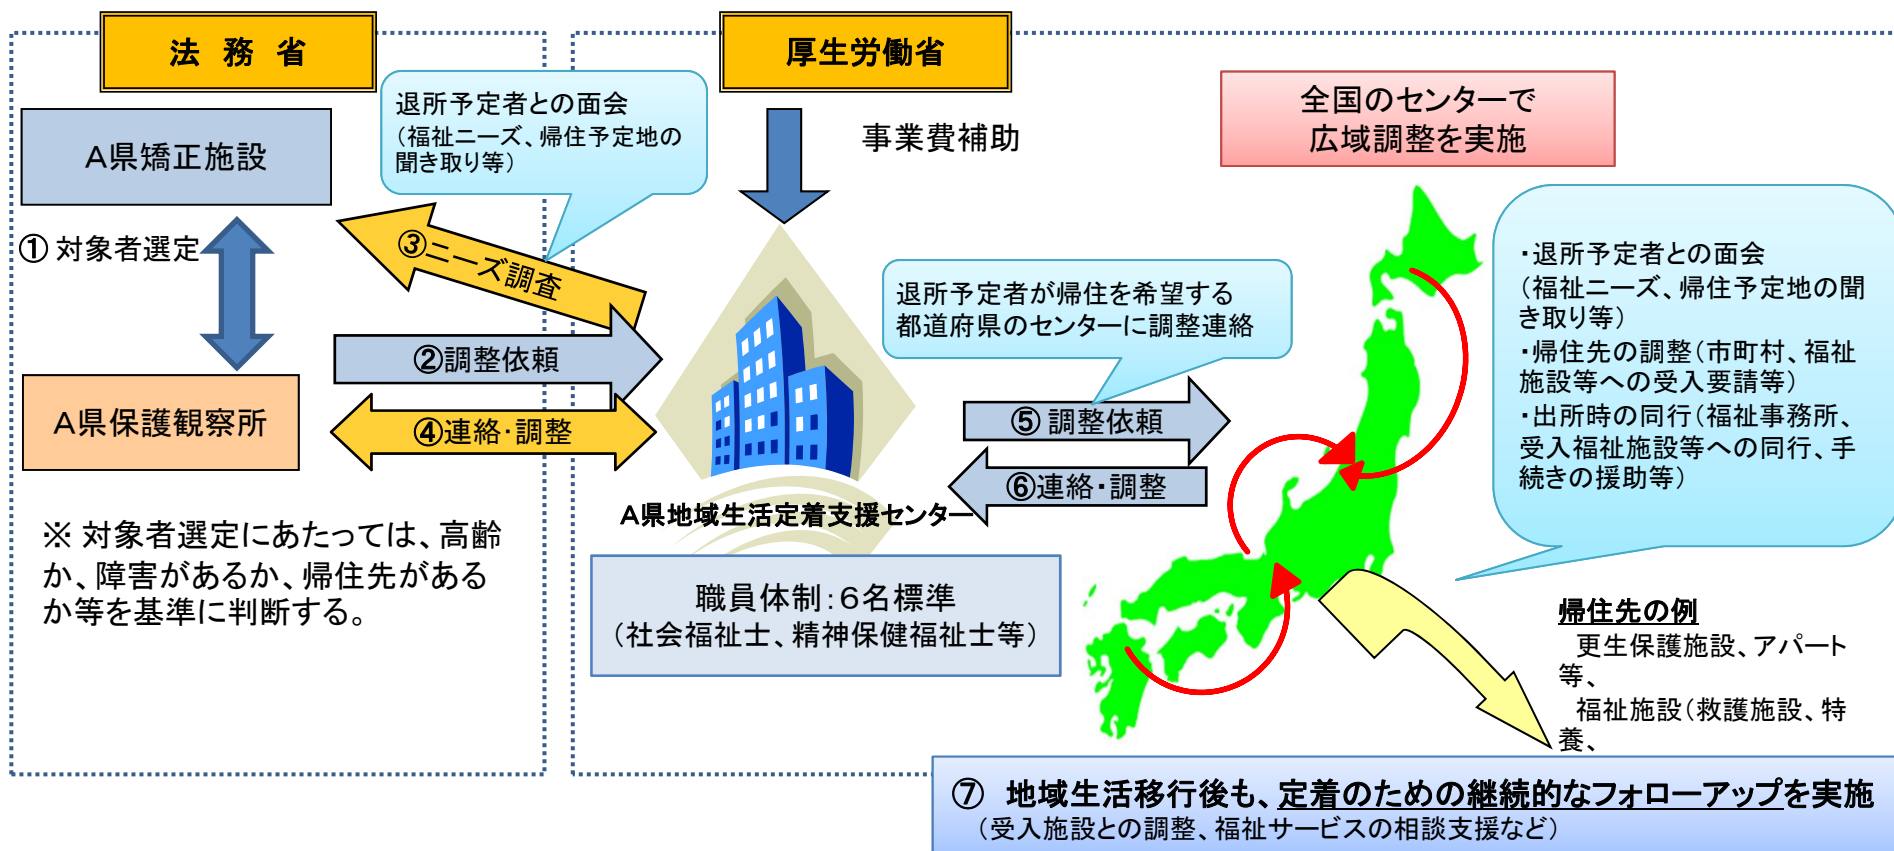 法 務 省
厚生労働省
A県矯正施設
退所予定者との面会
（福祉ニーズ、帰住予定地の
聞き取り等）
事業費補助
全国のセンターで
広域調整を実施
① 対象者選定
③ニーズ調査
②調整依頼
A県保護観察所
④連絡・調整
退所予定者が帰住を希望する
都道府県のセンターに調整連絡
⑤ 調整依頼
⑥連絡・調整
A県地域生活定着支援センター
・退所予定者との面会
（福祉ニーズ、帰住予定地の聞
き取り等）
・帰住先の調整（市町村、福祉
施設等への受入要請等）
・出所時の同行（福祉事務所、
受入福祉施設等への同行、手
続きの援助等）
※ 対象者選定にあたっては、高齢
か、障害があるか、帰住先がある
か等を基準に判断する。
職員体制：６名標準
（社会福祉士、精神保健福祉士等）
帰住先の例
更生保護施設、アパート
等、
福祉施設（救護施設、特
養、
⑦ 地域生活移行後も、定着のための継続的なフォローアップを実施
（受入施設との調整、福祉サービスの相談支援など）